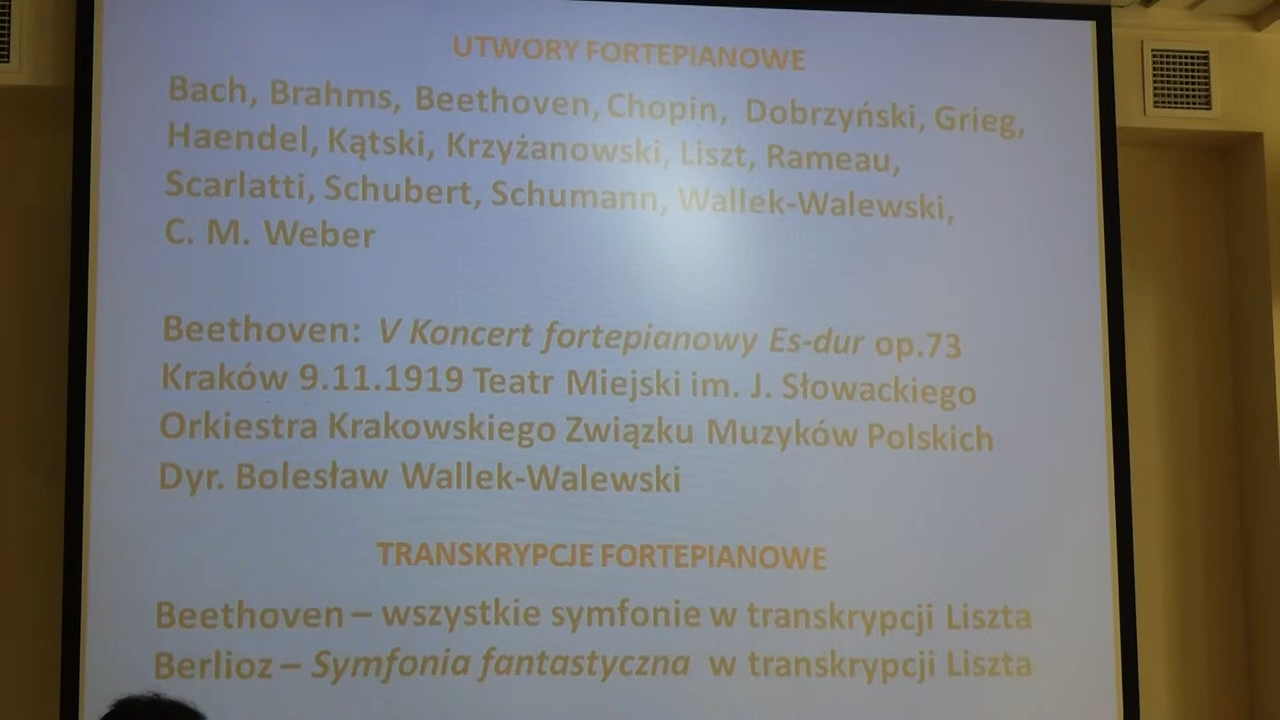 UTWORY FORTEPIANOWE
Bach, Brahms, Beethoven, Chopin, Dobrzyński, Grieg,
Haendel, Kątski, Krzyżanowski, Liszt, Rameau,
Scarlatti, Schubert, Schumann, Wallek-Walewski,
C. M. Weber
Beethoven: V Koncert fortepianowy Es-dur op.73
Kraków 9.11.1919 Teatr Miejski im. J. Słowackiego
Orkiestra Krakowskiego Związku Muzyków Polskich
Dyr. Bolesław Wallek-Walewski
TRANSKRYPCJE FORTEPIANOWE
Beethoven – wszystkie symfonie w transkrypcji Liszta
Berlioz – Symfonia fantastyczna w transkrypcji Liszta